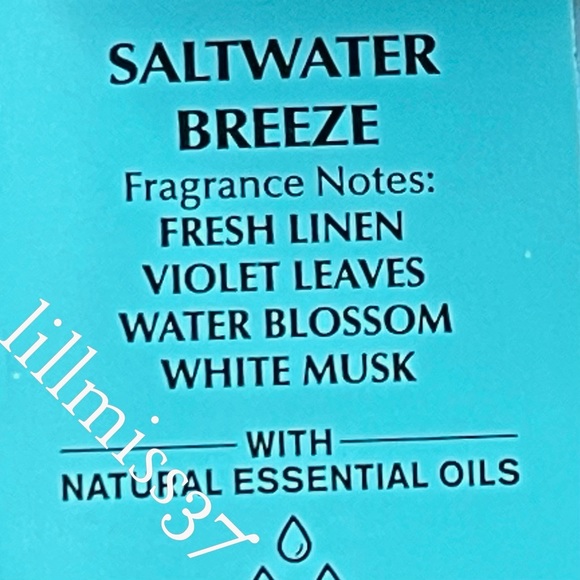 SALTWATER
BREEZE
Fragrance Notes:
FRESH LINEN
VIOLET LEAVES
WATER BLOSSOM
WHITE MUSK
WITH
NATURAL ESSENTIAL OILS
lillmiss37